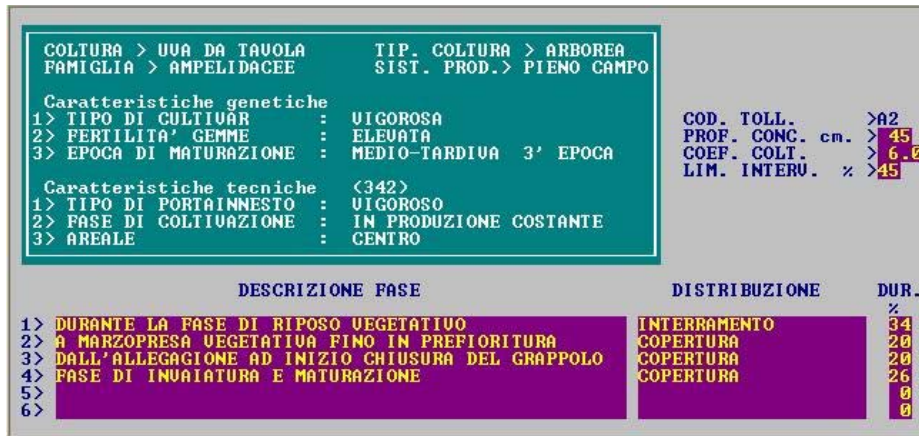 COLTURA > UVA DA TAVOLA TIP. COLTURA > ARBOREA
FAMIGLIA > AMPELIDACEE SIST. PROD.> PIENO CAMPO
Caratteristiche genetiche
1> TIPO DI CULTIVAR : VIGOROSA
2> FERTILITA' GEMME : ELEVATA
3> EPOCA DI MATURAZIONE : MEDIO-TARDIVA 3' EPOCA
Caratteristiche tecniche (342)
1> TIPO DI PORTAINNESTO : VIGOROSO
2> FASE DI COLTIVAZIONE : IN PRODUZIONE COSTANTE
3> AREALE : CENTRO
COD. TOLL. >A2
PROF. CONC. cm. > 45
COEF. COLT. > 6.0
LIM. INTERV. % >45
DESCRIZIONE FASE DISTRIBUZIONE DUR.
%
1> DURANTE LA FASE DI RIPOSO VEGETATIVO INTERRAMENTO 34
2> A MARZOPRESA VEGETATIVA FINO IN PREFIORITURA COPERTURA 20
3> DALL'ALLEGAGIONE AD INIZIO CHIUSURA DEL GRAPPOLO COPERTURA 20
4> FASE DI INVAIATURA E MATURAZIONE COPERTURA 26
5> 0
6> 0